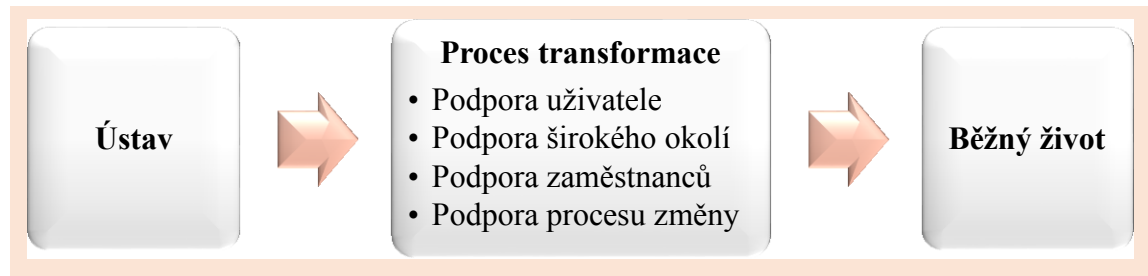 Ústav
Proces transformace
• Podpora uživatele
• Podpora širokého okolí
• Podpora zaměstnanců
• Podpora procesu změny
Běžný život